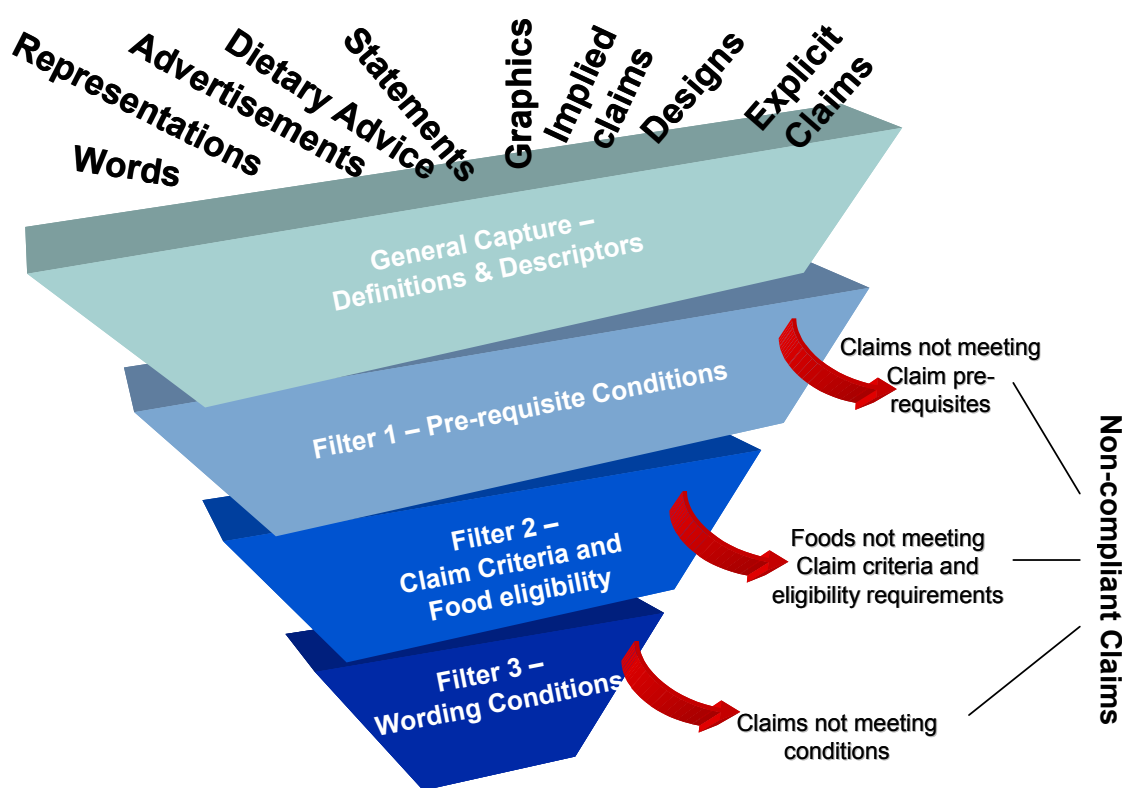 Words
Representations
Advertisements
Dietary Advice
Statements
Graphics
Implied
claims
Designs
Explicit
Claims
General Capture –
Definitions & Descriptors
Filter 1 – Pre-requisite Conditions
Claims not meeting
Claim pre-
requisites
Filter 2 –
Claim Criteria and
Food eligibility
Foods not meeting
Claim criteria and
eligibility requirements
Filter 3 –
Wording Conditions
Claims not meeting
conditions
Non-compliant Claims